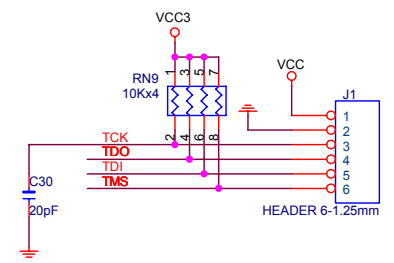 VCC3
RN9
10Kx4
1
3
5
7
2
4
6
8
VCC
J1
1
2
3
4
5
6
TCK
TDO
TDI
TMS
C30
20pF
HEADER 6-1.25mm